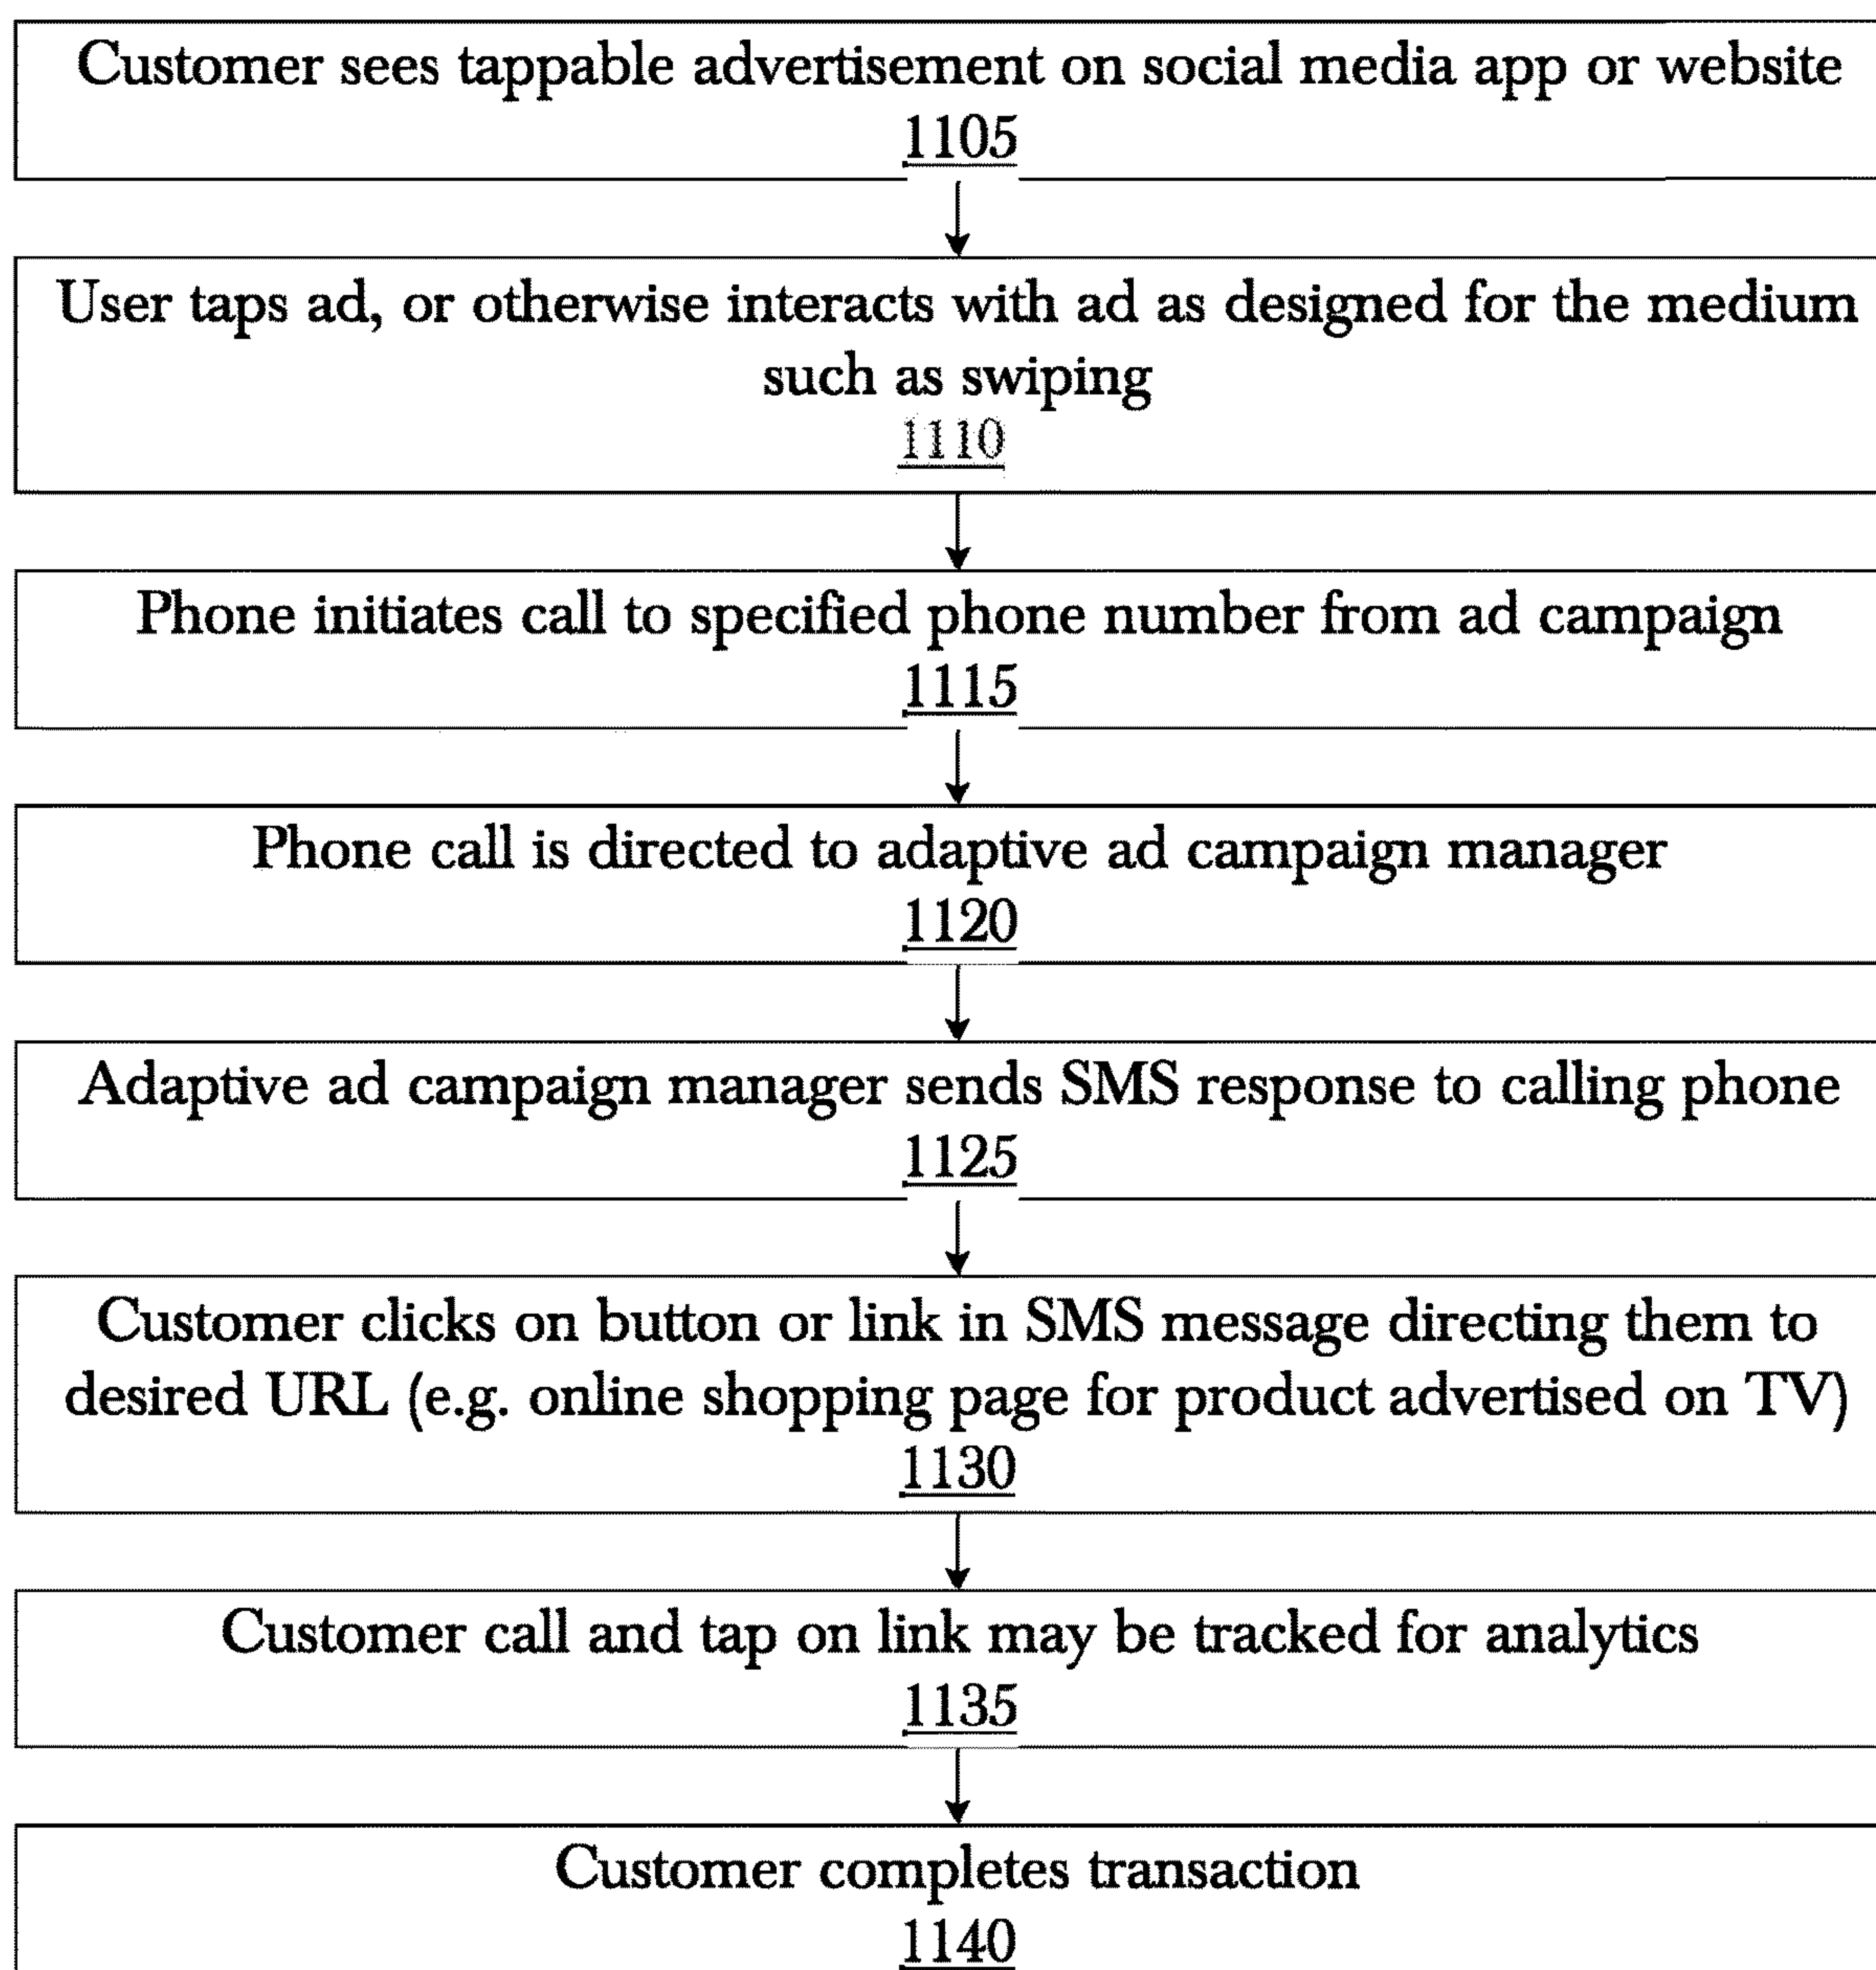 Customer sees tappable advertisement on social media app or website
1105
User taps ad, or otherwise interacts with ad as designed for the medium
such as swiping
1110
Phone initiates call to specified phone number from ad campaign
1115
Phone call is directed to adaptive ad campaign manager
1120
Adaptive ad campaign manager sends SMS response to calling phone
1125
Customer clicks on button or link in SMS message directing them to
desired URL (e.g. online shopping page for product advertised on TV)
1130
Customer call and tap on link may be tracked for analytics
1135
Customer completes transaction
1140